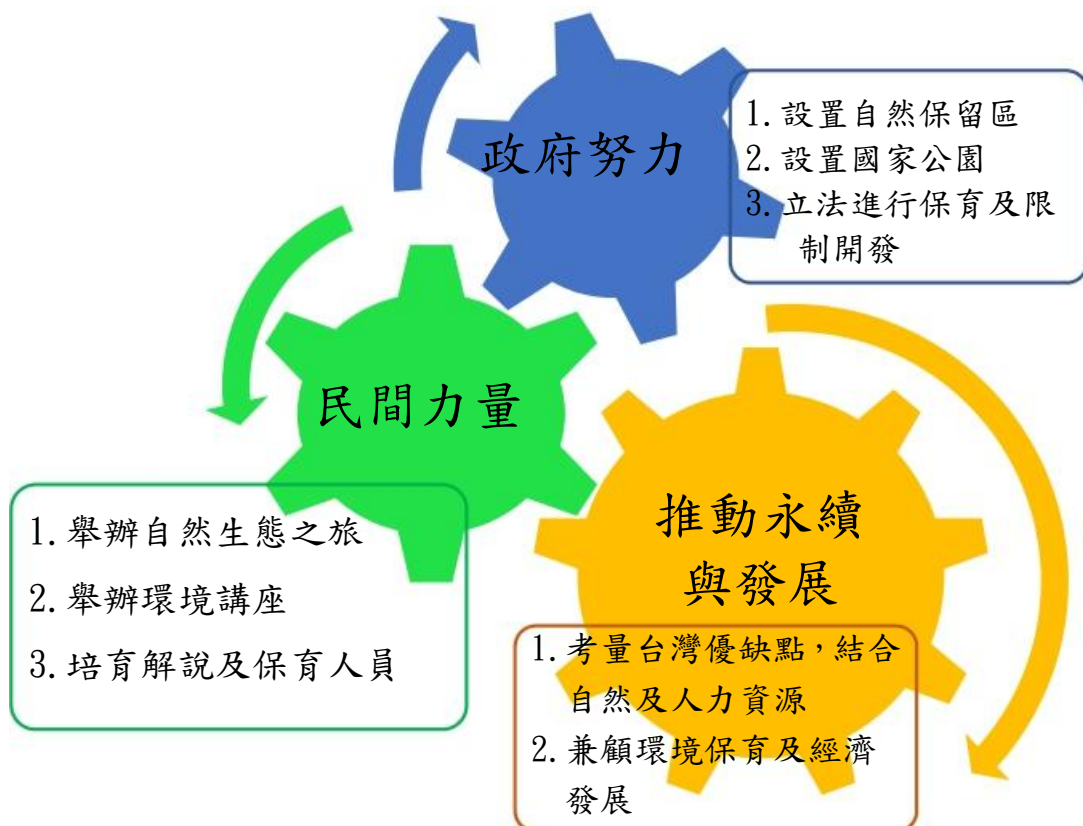 政府努力
1. 設置自然保留區
2. 設置國家公園
3. 立法進行保育及限
制開發
民間力量
1. 舉辦自然生態之旅
2. 舉辦環境講座
3. 培育解說及保育人員
推動永續
與發展
1. 考量台灣優缺點，結合
自然及人力資源
2. 兼顧環境保育及經濟
發展